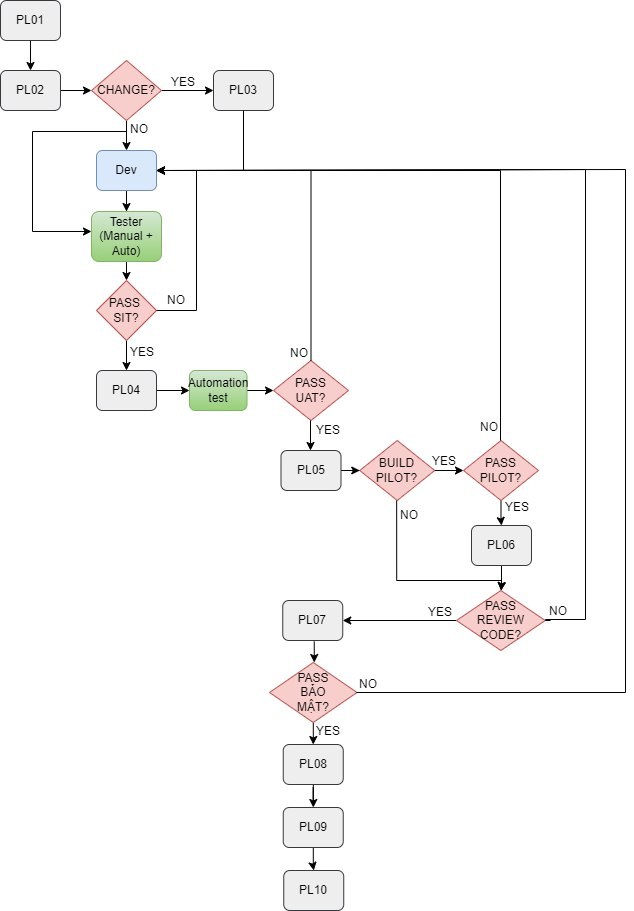 PL01
PL02
CHANGE?
YES
PL03
NO
Dev
Tester
(Manual +
Auto)
PASS
SIT?
NO
YES
PL04
Automation
test
NO
PASS
UAT?
YES
PL05
BUILD
PILOT?
YES
NO
PASS
PILOT?
NO
YES
PL06
PASS
REVIEW
CODE?
NO
YES
PL07
PASS
BẢO
MẬT?
NO
YES
PL08
PL09
PL10